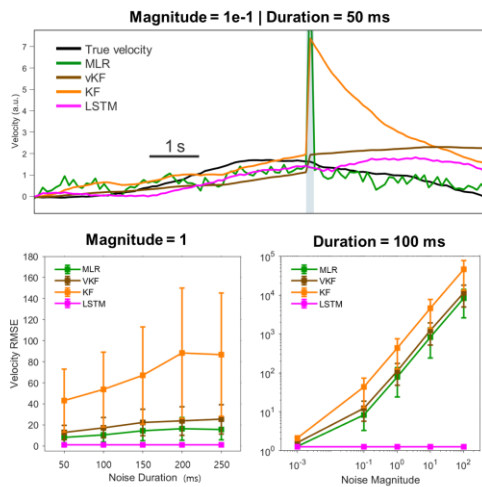 Magnitude = 1e-1 | Duration = 50 ms
7
6
5
4
3
2
1
0
Velocity (a.u.)
True velocity
MLR
vKF
KF
LSTM
1 s
Magnitude = 1
180
160
140
120
100
80
60
40
20
0
Velocity RMSE
MLR
VKF
KF
LSTM
50 100 150 200 250
Noise Duration (ms)
Duration = 100 ms
10^5
10^4
10^3
10^2
10^1
10^0
MLR
VKF
KF
LSTM
10^-3 10^-1 10^0 10^1 10^2
Noise Magnitude